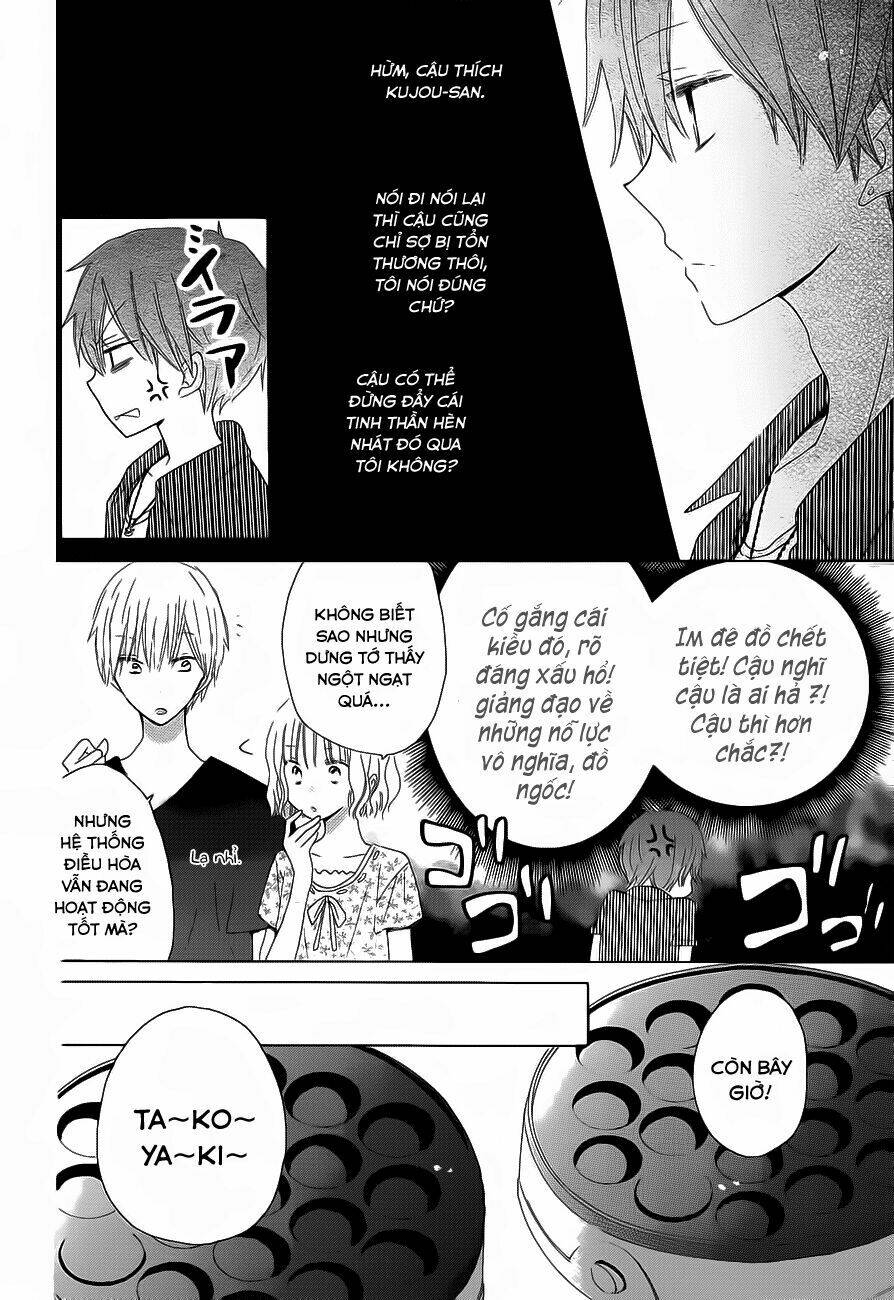 HỪM, CẬU THÍCH
KUJOU-SAN.
NÓI ĐI NÓI LẠI
THÌ CẬU CŨNG
CHỈ SỢ BỊ TỔN
THƯƠNG THÔI,
TÔI NÓI ĐÚNG
CHỨ?
CẬU CÓ THỂ
ĐỪNG ĐẨY CÁI
TINH THẦN HÈN
NHÁT ĐÓ QUA
TÔI KHÔNG?
イラァ
Im đê đồ chết
tiệt! Cậu nghĩ
cậu là ai hả ?!
Cậu thì hơn
chắc?!
Cố gắng cái
kiểu đó, rõ
đáng xấu hổ!
giảng đạo về
những nỗ lực
vô nghĩa, đồ
ngốc!
KHÔNG BIẾT
SAO NHƯNG
DƯNG TỚ THẤY
NGỘT NGẠT
QUÁ...
ゴゴ
Lạ nhỉ.
NHƯNG
HỆ THỐNG
ĐIỀU HÒA
VẪN ĐANG
HOẠT ĐỘNG
TỐT MÀ?
CÒN BÂY
GIỜ!
TA~KO~
YA~KI~